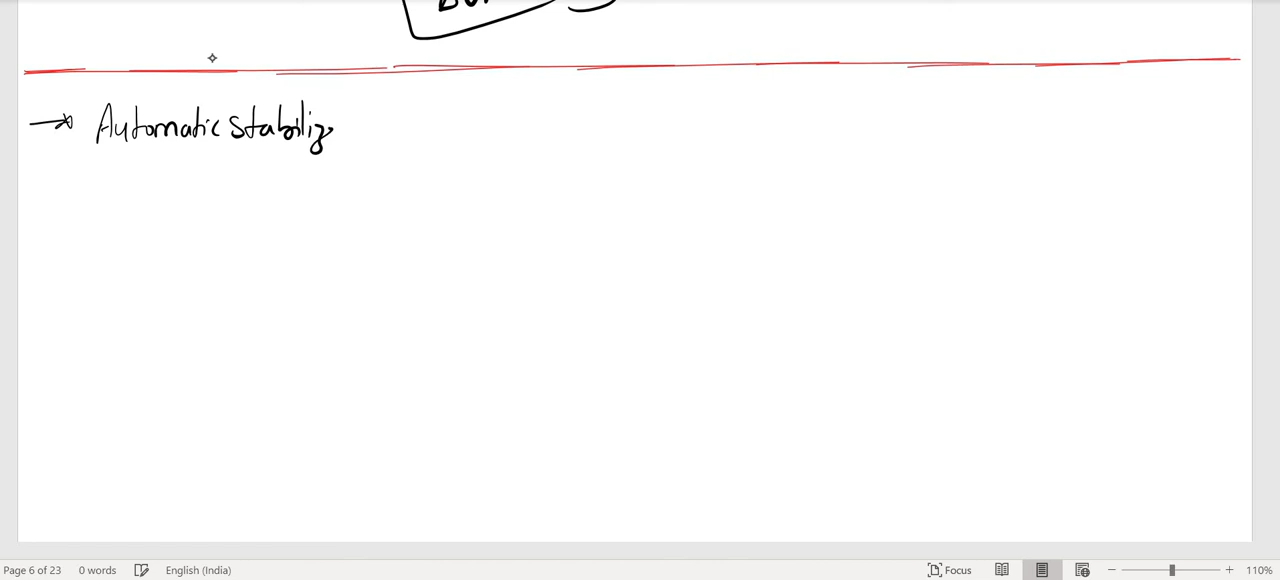 → Automatic stabiliz
Page 6 of 23 0 words English (India) Focus 110%